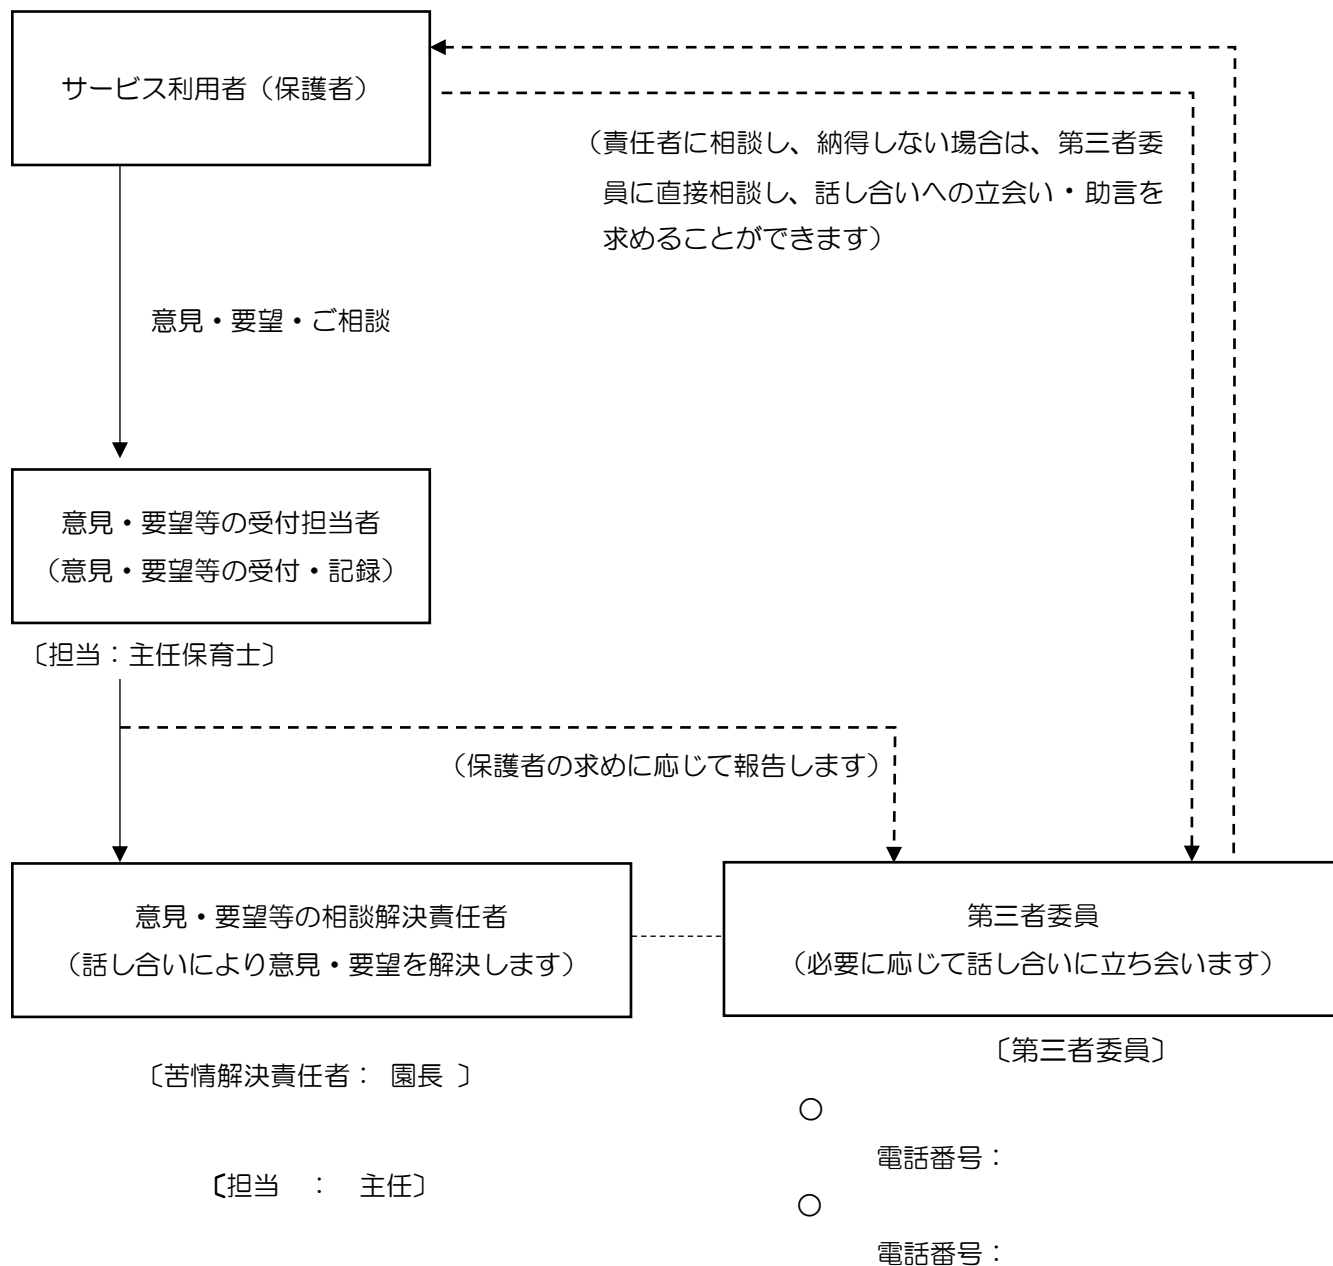 サービス利用者（保護者）
（責任者に相談し、納得しない場合は、第三者委
員に直接相談し、話し合いへの立会い・助言を
求めることができます）
意見・要望・ご相談
意見・要望等の受付担当者
（意見・要望等の受付・記録）
〔担当：主任保育士〕
（保護者の求めに応じて報告します）
意見・要望等の相談解決責任者
（話し合いにより意見・要望を解決します）
第三者委員
（必要に応じて話し合いに立ち会います）
〔苦情解決責任者： 園長 〕
〔担当　：　主任〕
〔第三者委員〕
○
電話番号：
○
電話番号：